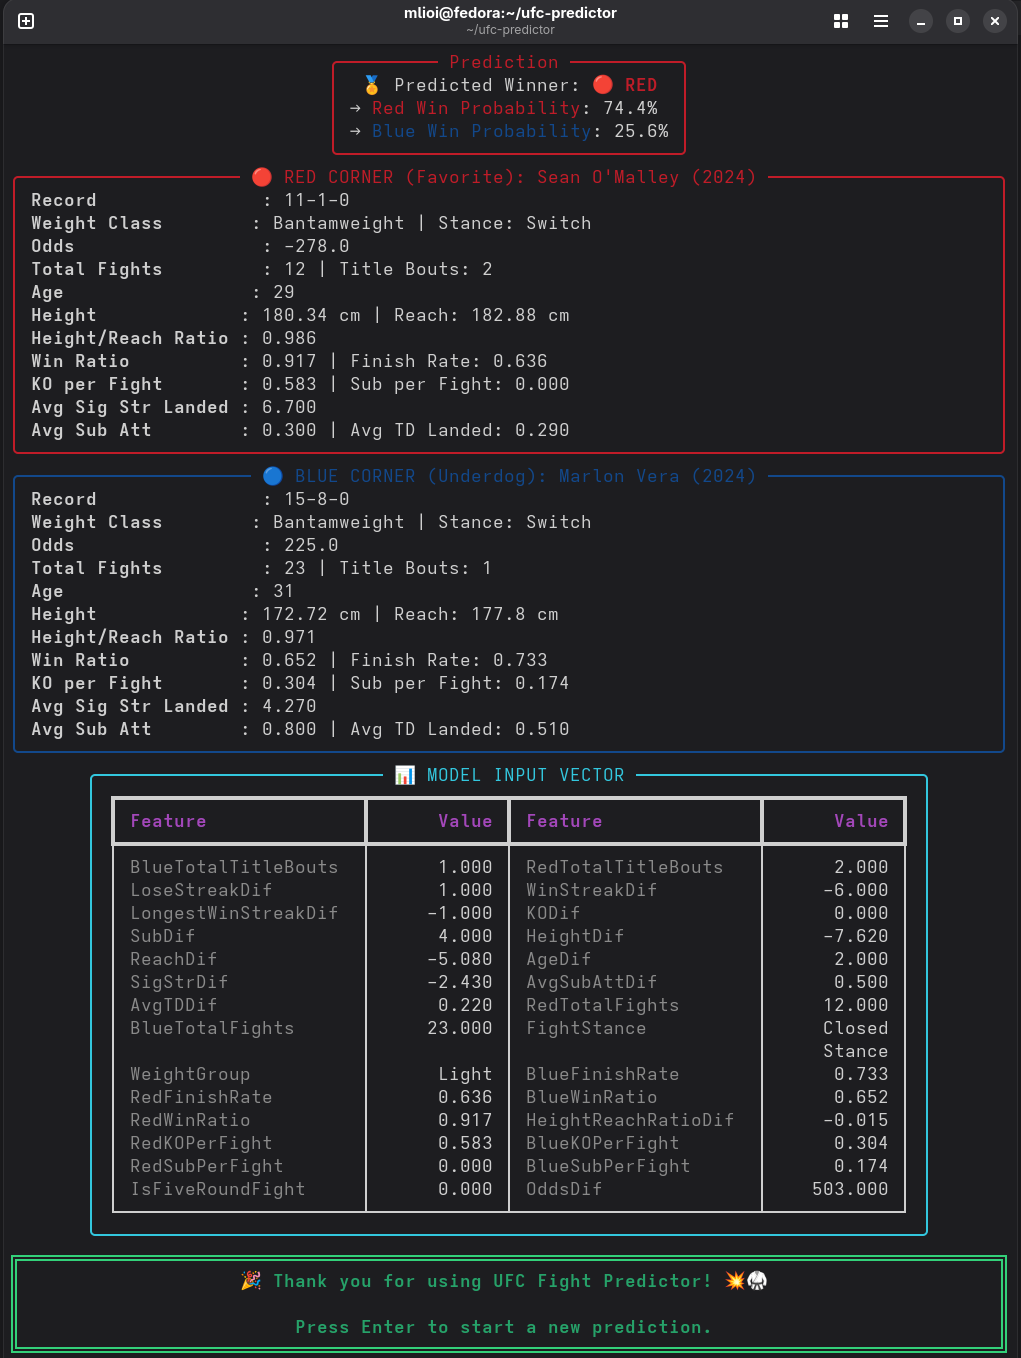 mlioi@fedora:~/ufc-predictor
~/ufc-predictor
Prediction
🏅 Predicted Winner: 🔴 RED
→ Red Win Probability: 74.4%
→ Blue Win Probability: 25.6%
🔴 RED CORNER (Favorite): Sean O'Malley (2024)
Record : 11-1-0
Weight Class : Bantamweight | Stance: Switch
Odds : -278.0
Total Fights : 12 | Title Bouts: 2
Age : 29
Height : 180.34 cm | Reach: 182.88 cm
Height/Reach Ratio : 0.986
Win Ratio : 0.917 | Finish Rate: 0.636
KO per Fight : 0.583 | Sub per Fight: 0.000
Avg Sig Str Landed : 6.700
Avg Sub Att : 0.300 | Avg TD Landed: 0.290
🔵 BLUE CORNER (Underdog): Marlon Vera (2024)
Record : 15-8-0
Weight Class : Bantamweight | Stance: Switch
Odds : 225.0
Total Fights : 23 | Title Bouts: 1
Age : 31
Height : 172.72 cm | Reach: 177.8 cm
Height/Reach Ratio : 0.971
Win Ratio : 0.652 | Finish Rate: 0.733
KO per Fight : 0.304 | Sub per Fight: 0.174
Avg Sig Str Landed : 4.270
Avg Sub Att : 0.800 | Avg TD Landed: 0.510
📊 MODEL INPUT VECTOR
Feature Value Feature Value
BlueTotalTitleBouts 1.000 RedTotalTitleBouts 2.000
LoseStreakDif 1.000 WinStreakDif -6.000
LongestWinStreakDif -1.000 KODif 0.000
SubDif 4.000 HeightDif -7.620
ReachDif -5.080 AgeDif 2.000
SigStrDif -2.430 AvgSubAttDif 0.500
AvgTDDif 0.220 RedTotalFights 12.000
BlueTotalFights 23.000 FightStance Closed
Stance
WeightGroup Light BlueFinishRate 0.733
RedFinishRate 0.636 BlueWinRatio 0.652
RedWinRatio 0.917 HeightReachRatioDif -0.015
RedKOPerFight 0.583 BlueKOPerFight 0.304
RedSubPerFight 0.000 BlueSubPerFight 0.174
IsFiveRoundFight 0.000 OddsDif 503.000
🎉 Thank you for using UFC Fight Predictor! 💥🥋
Press Enter to start a new prediction.